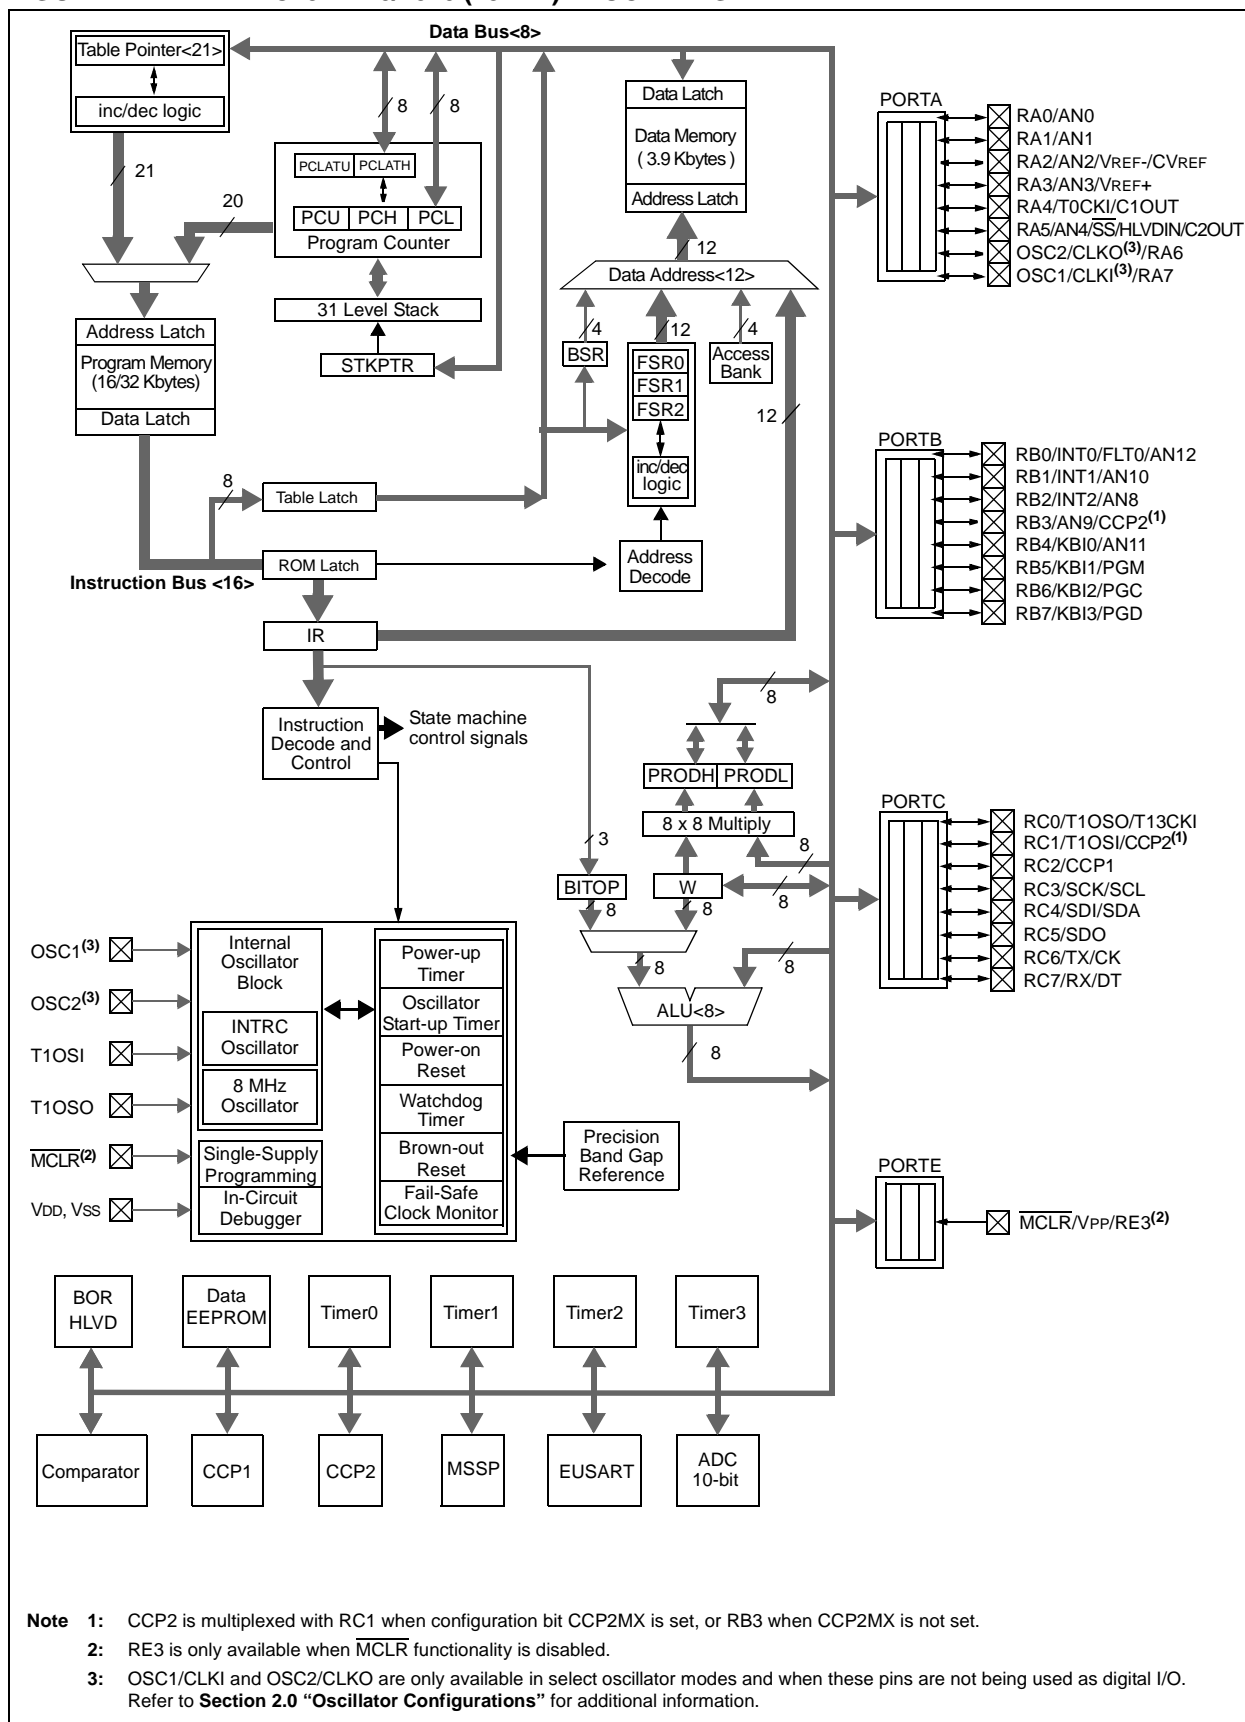 Data Bus<8>
Table Pointer<21>
inc/dec logic
21
20
8
8
PCLATU PCLATH
PCU PCH PCL
Program Counter
31 Level Stack
STKPTR
Address Latch
Program Memory
(16/32 Kbytes)
Data Latch
Data Latch
Data Memory
( 3.9 Kbytes )
Address Latch
12
Data Address<12>
4
12
4
BSR
FSR0
FSR1
FSR2
inc/dec
logic
Access
Bank
12
8
Table Latch
ROM Latch
Instruction Bus <16>
Address
Decode
IR
Instruction
Decode and
Control
State machine
control signals
8
PRODH PRODL
8 x 8 Multiply
3
8
BITOP
W
8
8
8
8
8
ALU<8>
8
PORTA
RA0/AN0
RA1/AN1
RA2/AN2/VREF-/CVREF
RA3/AN3/VREF+
RA4/T0CKI/C1OUT
RA5/AN4/SS/HLVDIN/C2OUT
OSC2/CLKO(3)/RA6
OSC1/CLKI(3)/RA7
PORTB
RB0/INT0/FLT0/AN12
RB1/INT1/AN10
RB2/INT2/AN8
RB3/AN9/CCP2(1)
RB4/KBI0/AN11
RB5/KBI1/PGM
RB6/KBI2/PGC
RB7/KBI3/PGD
PORTC
RC0/T1OSO/T13CKI
RC1/T1OSI/CCP2(1)
RC2/CCP1
RC3/SCK/SCL
RC4/SDI/SDA
RC5/SDO
RC6/TX/CK
RC7/RX/DT
PORTE
MCLR/VPP/RE3(2)
OSC1(3)
OSC2(3)
T1OSI
T1OSO
MCLR(2)
VDD, VSS
Internal
Oscillator
Block
INTRC
Oscillator
8 MHz
Oscillator
Single-Supply
Programming
In-Circuit
Debugger
Power-up
Timer
Oscillator
Start-up Timer
Power-on
Reset
Watchdog
Timer
Brown-out
Reset
Fail-Safe
Clock Monitor
Precision
Band Gap
Reference
BOR
HLVD
Data
EEPROM
Timer0
Timer1
Timer2
Timer3
Comparator
CCP1
CCP2
MSSP
EUSART
ADC
10-bit
Note 1: CCP2 is multiplexed with RC1 when configuration bit CCP2MX is set, or RB3 when CCP2MX is not set.
2: RE3 is only available when MCLR functionality is disabled.
3: OSC1/CLKI and OSC2/CLKO are only available in select oscillator modes and when these pins are not being used as digital I/O.
Refer to Section 2.0 “Oscillator Configurations” for additional information.